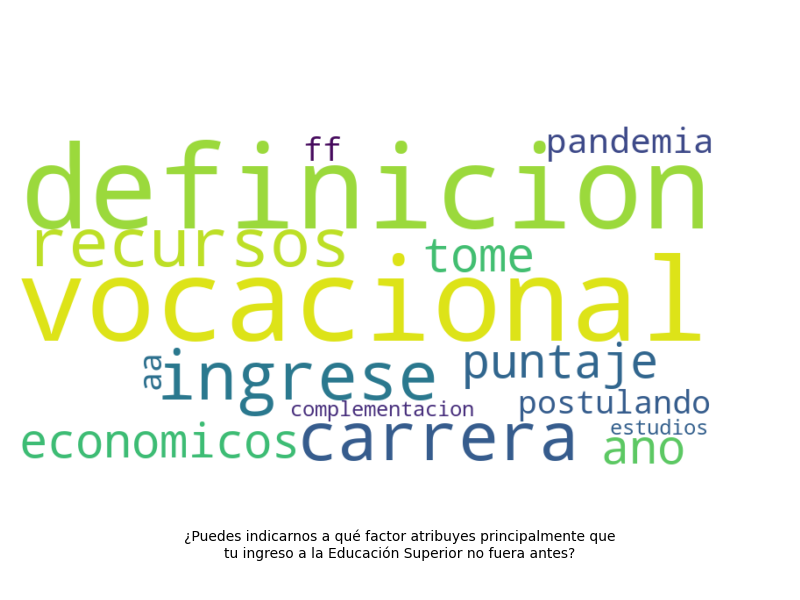 ff
pandemia
definicion
recursos
tome
vocacional
aa
ingrese
puntaje
complementacion
postulando
economicos
carrera
estudios
ano
¿Puedes indicarnos a qué factor atribuyes principalmente que
tu ingreso a la Educación Superior no fuera antes?